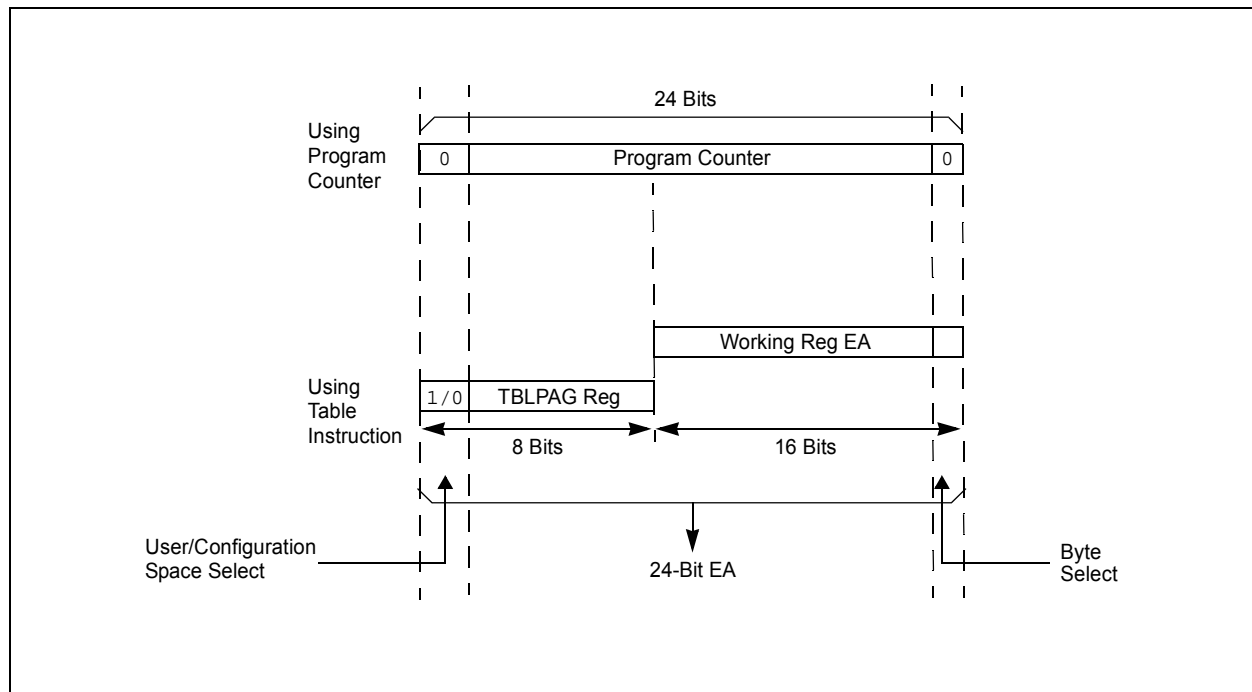 24 Bits
Using
Program
Counter
0
Program Counter
0
Working Reg EA
Using
Table
Instruction
1/0
TBLPAG Reg
8 Bits
16 Bits
User/Configuration
Space Select
24-Bit EA
Byte
Select